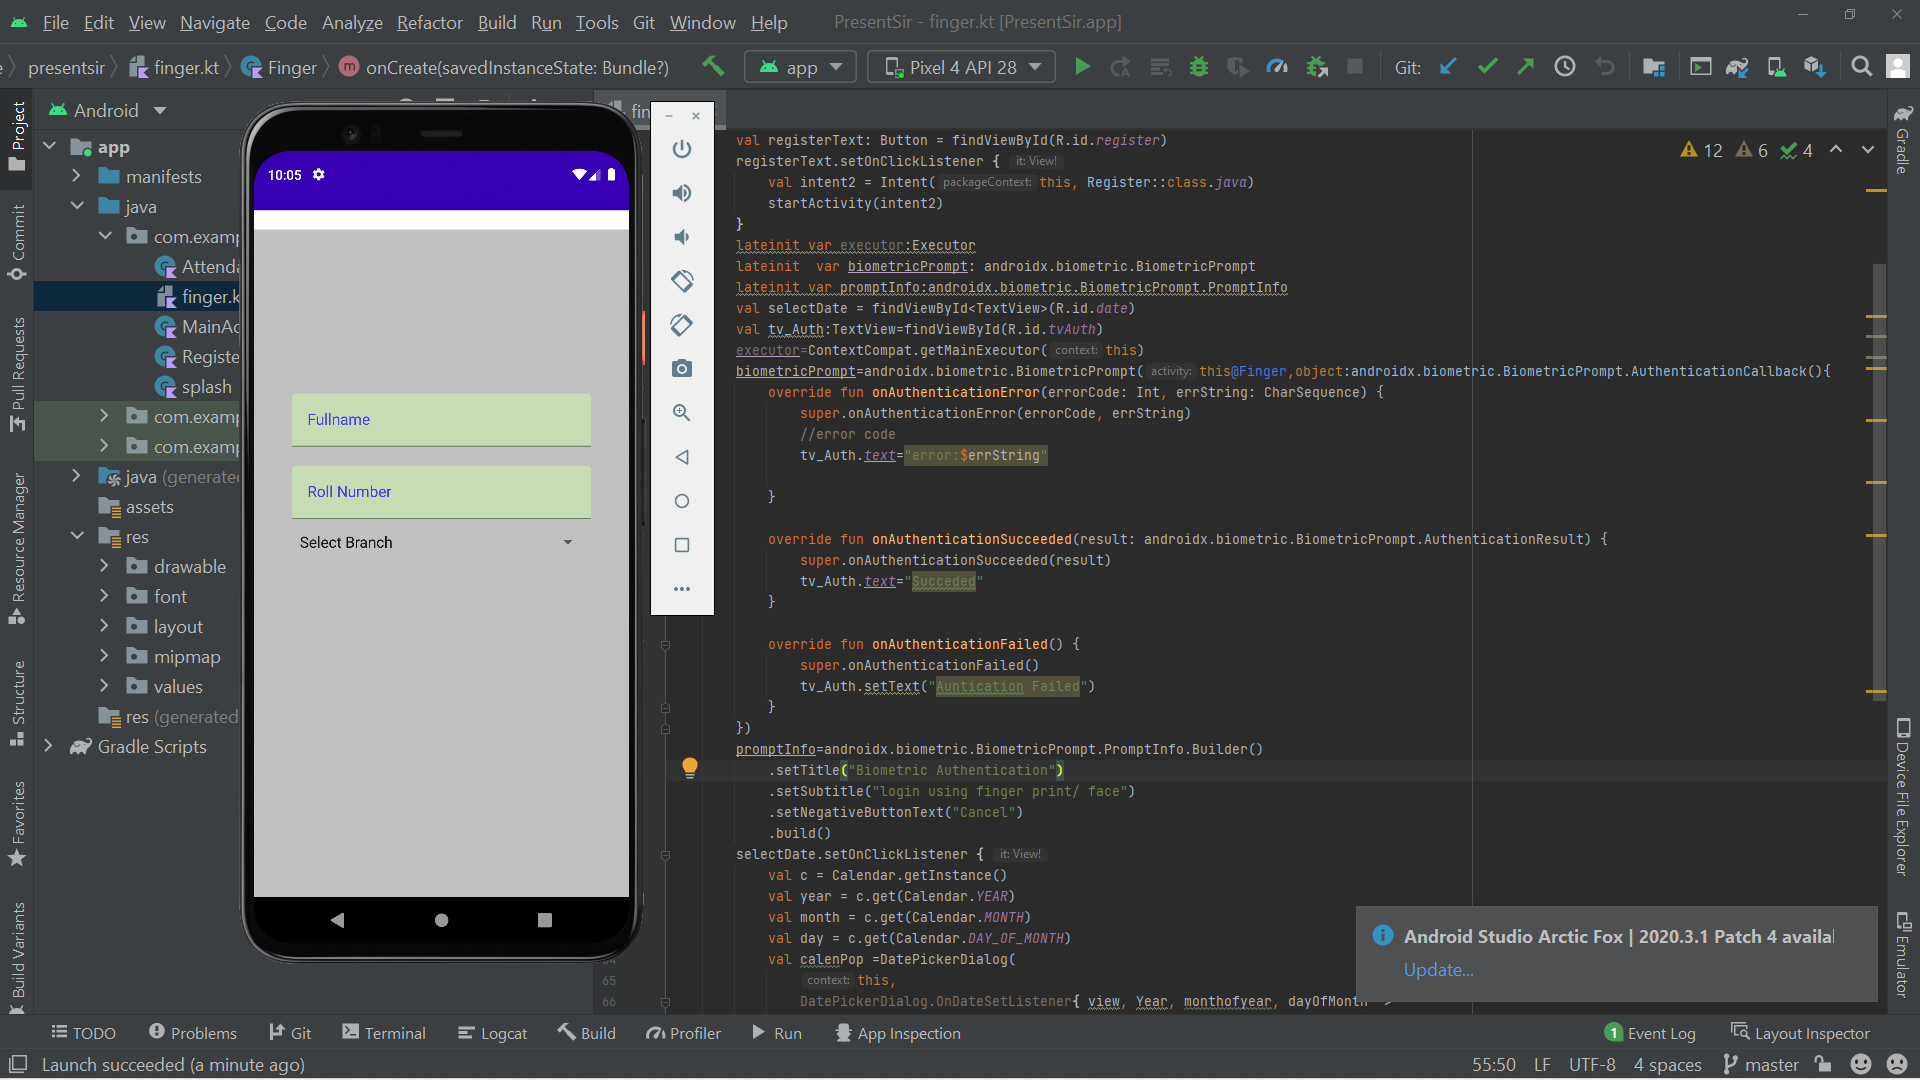 File Edit View Navigate Code Analyze Refactor Build Run Tools Git Window Help PresentSir - finger.kt [PresentSir.app]
presentsir finger.kt Finger onCreate(savedInstanceState: Bundle?) app Pixel 4 API 28 Git:
Project
Commit
Pull Requests
Resource Manager
Structure
Favorites
Build Variants
Android
app
manifests
java
com.examp
Attenda
finger.k
MainAc
Registe
splash
com.examp
com.examp
java (generate
assets
res
drawable
font
layout
mipmap
values
res (generated
Gradle Scripts
10:05
Fullname
Roll Number
Select Branch
fin
val registerText: Button = findViewById(R.id.register)
registerText.setOnClickListener { it: View!
val intent2 = Intent( packageContext: this, Register::class.java)
startActivity(intent2)
}
lateinit var executor:Executor
lateinit  var biometricPrompt: androidx.biometric.BiometricPrompt
lateinit var promptInfo:androidx.biometric.BiometricPrompt.PromptInfo
val selectDate = findViewById<TextView>(R.id.date)
val tv_Auth:TextView=findViewById(R.id.tvAuth)
executor=ContextCompat.getMainExecutor( context: this)
biometricPrompt=androidx.biometric.BiometricPrompt( activity: this@Finger,object:androidx.biometric.BiometricPrompt.AuthenticationCallback(){
override fun onAuthenticationError(errorCode: Int, errString: CharSequence) {
super.onAuthenticationError(errorCode, errString)
//error code
tv_Auth.text="error:$errString"
}
override fun onAuthenticationSucceeded(result: androidx.biometric.BiometricPrompt.AuthenticationResult) {
super.onAuthenticationSucceeded(result)
tv_Auth.text="Succeded"
}
override fun onAuthenticationFailed() {
super.onAuthenticationFailed()
tv_Auth.setText("Auntication Failed")
}
})
promptInfo=androidx.biometric.BiometricPrompt.PromptInfo.Builder()
.setTitle("Biometric Authentication")
.setSubtitle("login using finger print/ face")
.setNegativeButtonText("Cancel")
.build()
selectDate.setOnClickListener { it: View!
val c = Calendar.getInstance()
val year = c.get(Calendar.YEAR)
val month = c.get(Calendar.MONTH)
val day = c.get(Calendar.DAY_OF_MONTH)
val calenPop =DatePickerDialog(
65 context: this,
66 DatePickerDialog.OnDateSetListener{ view, Year, monthofyear, dayOfMonth
12 6 4
Gradle
Device File Explorer
Emulator
Android Studio Arctic Fox | 2020.3.1 Patch 4 availa
Update...
TODO Problems Git Terminal Logcat Build Profiler Run App Inspection 1 Event Log Layout Inspector
Launch succeeded (a minute ago) 55:50 LF UTF-8 4 spaces master